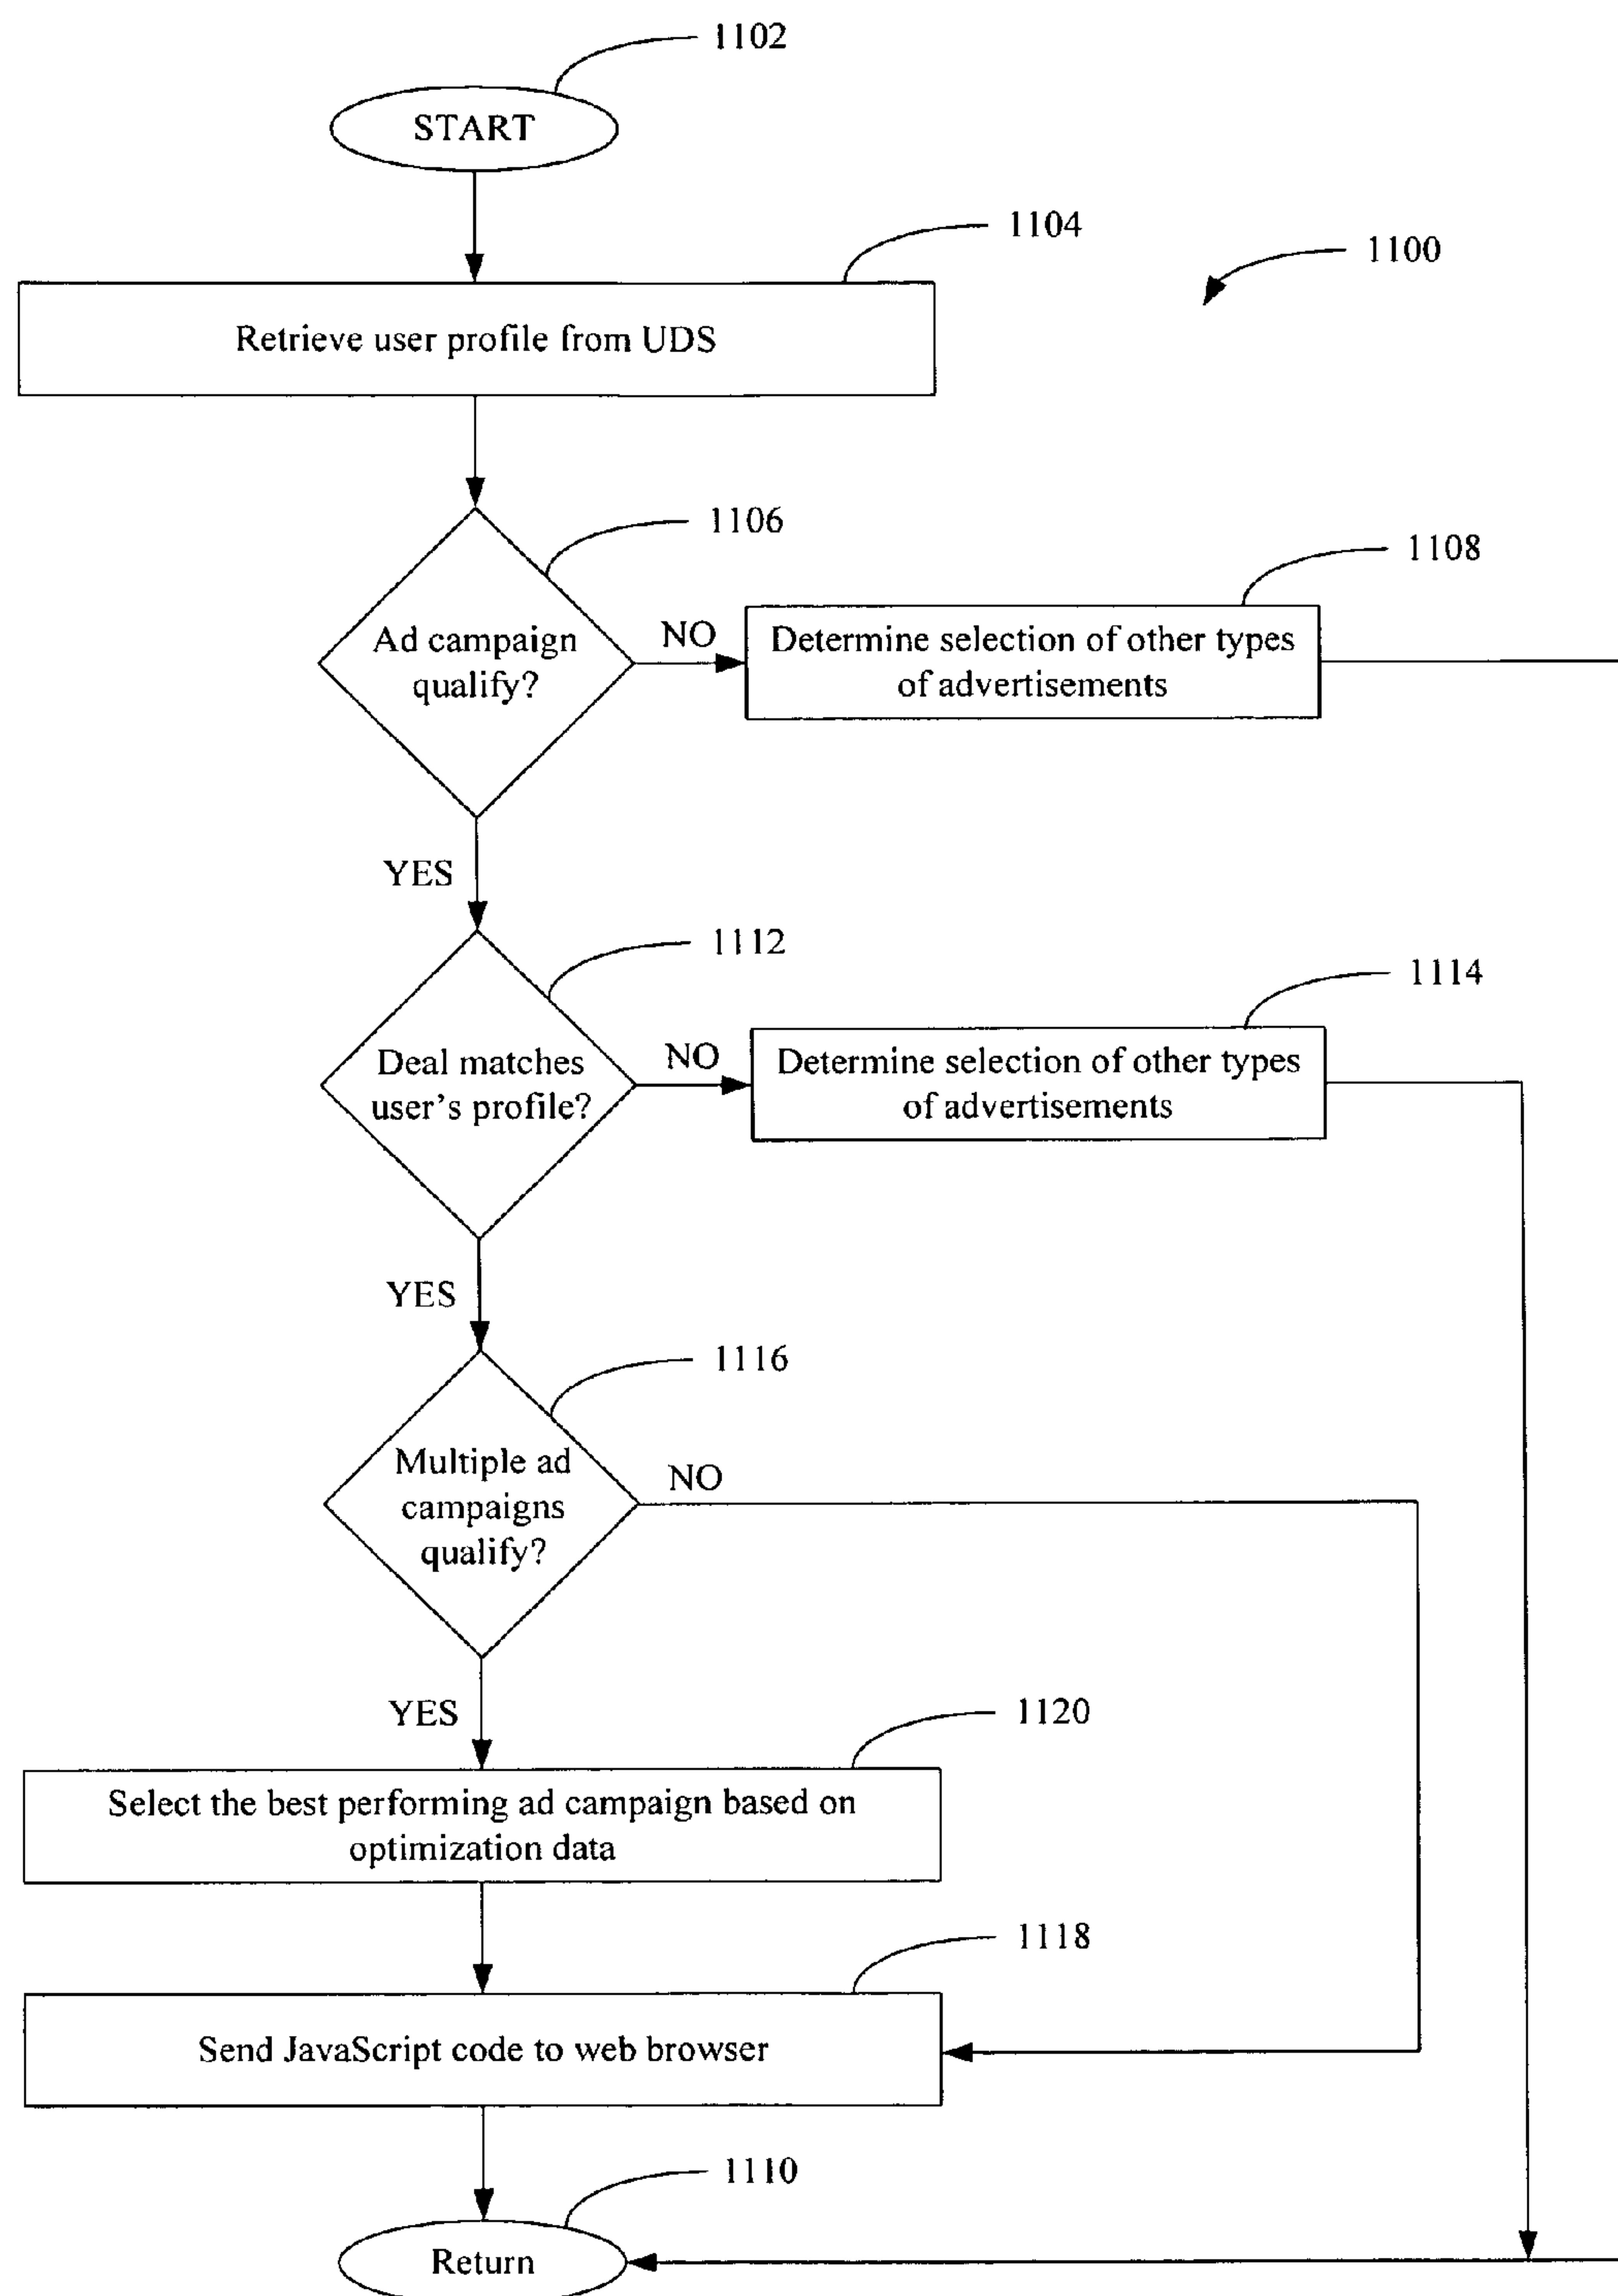 1102
START
1104
1100
Retrieve user profile from UDS
1106
1108
Ad campaign
qualify?
NO
Determine selection of other types
of advertisements
YES
1112
1114
Deal matches
user's profile?
NO
Determine selection of other types
of advertisements
YES
1116
Multiple ad
campaigns
qualify?
NO
YES
1120
Select the best performing ad campaign based on
optimization data
1118
Send JavaScript code to web browser
1110
Return